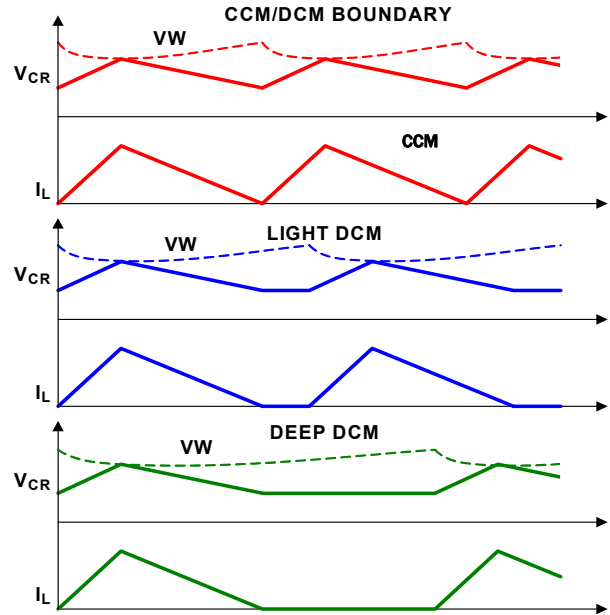 CCM/DCM BOUNDARY
VW
VCR
CCM
IL
LIGHT DCM
VW
VCR
IL
DEEP DCM
VW
VCR
IL